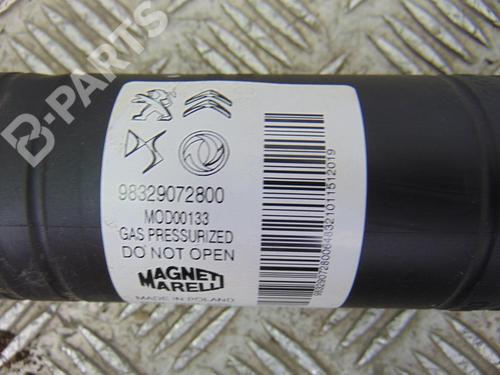 B-PARTS
98329072800
MOD00133
GAS PRESSURIZED
DO NOT OPEN
MAGNETI
MARELLI
MADE IN POLAND